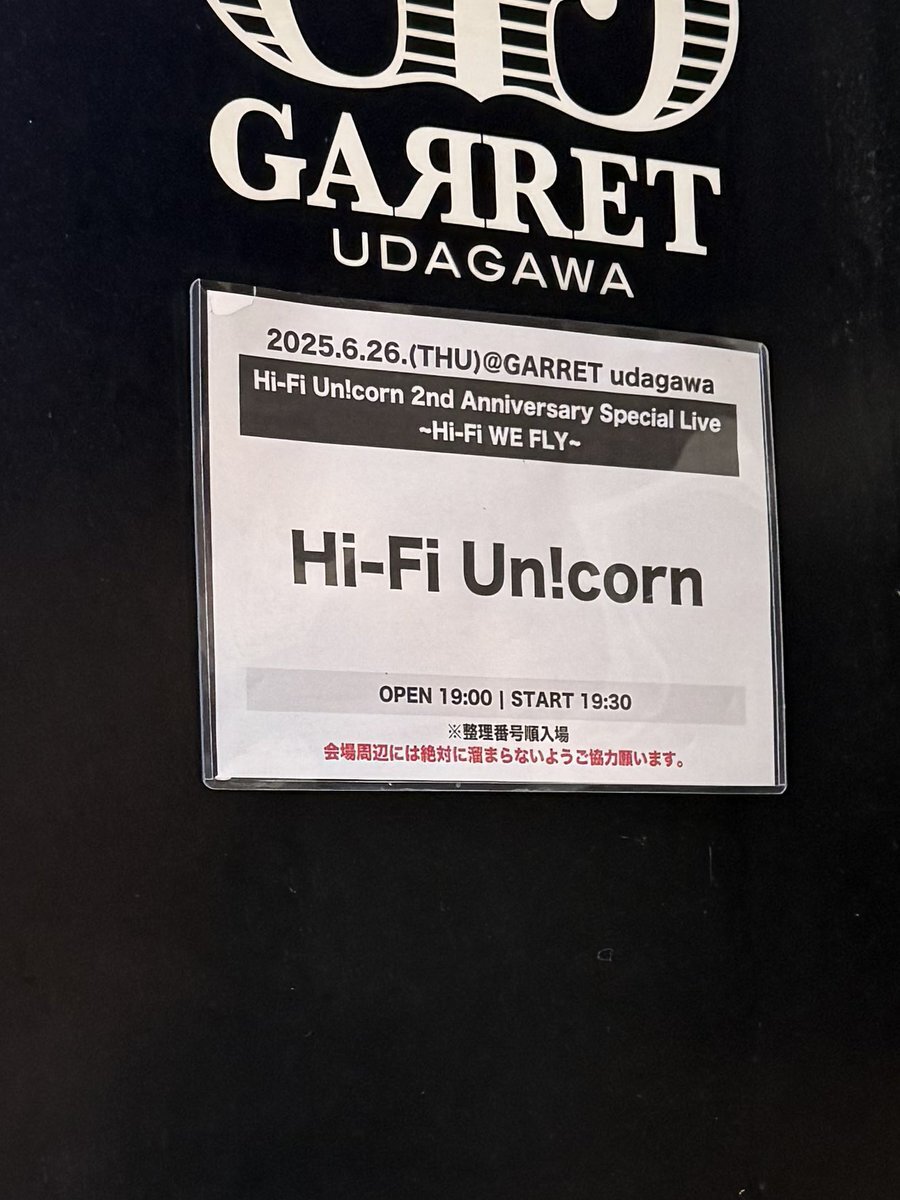 GARRET
UDAGAWA
2025.6.26.(THU)@GARRET udagawa
Hi-Fi Un!corn 2nd Anniversary Special Live
~Hi-Fi WE FLY~
Hi-Fi Un!corn
OPEN 19:00 | START 19:30
※整理番号順入場
会場周辺には絶対に溜まらないようご協力願います。